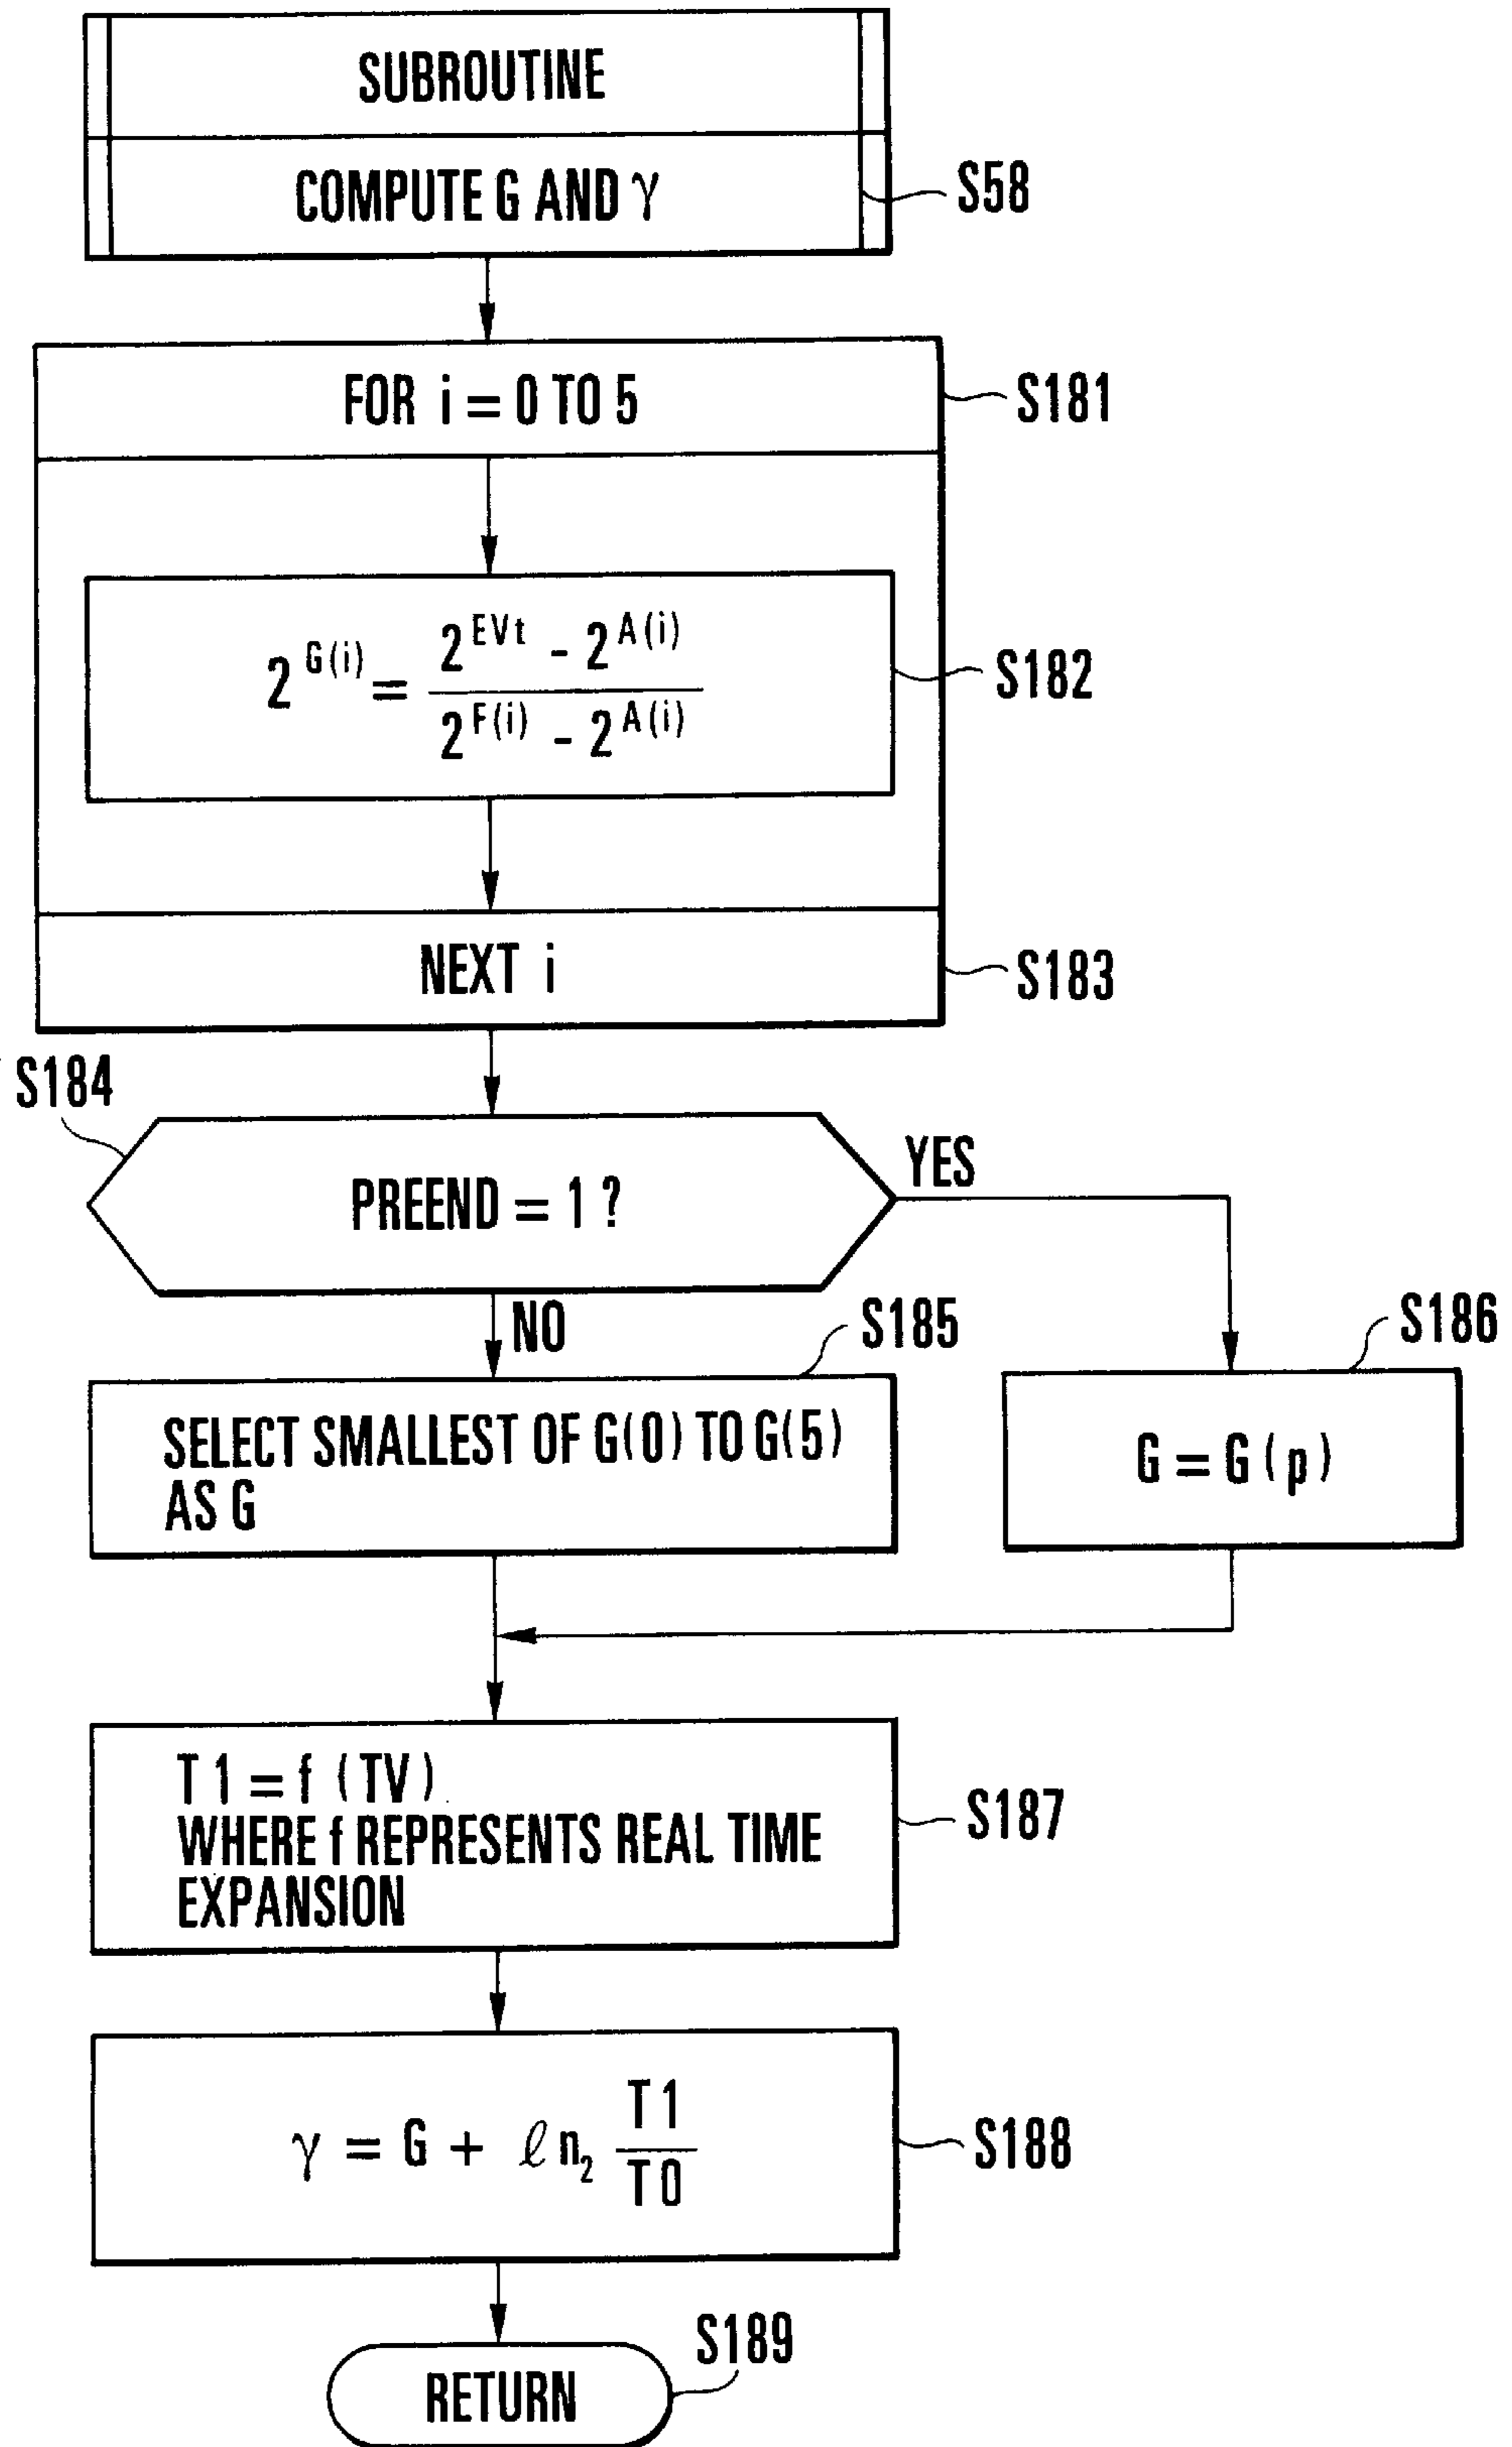 SUBROUTINE
COMPUTE G AND γ
S58
FOR i = 0 TO 5
S181
2^G(i) = (2^EVt - 2^A(i)) / (2^F(i) - 2^A(i))
S182
NEXT i
S183
S184
PREEND = 1 ?
YES
NO
S185
S186
SELECT SMALLEST OF G(0) TO G(5)
AS G
G = G (p)
T1 = f (TV)
WHERE f REPRESENTS REAL TIME
EXPANSION
S187
γ = G + ℓn₂ T1/T0
S188
S189
RETURN